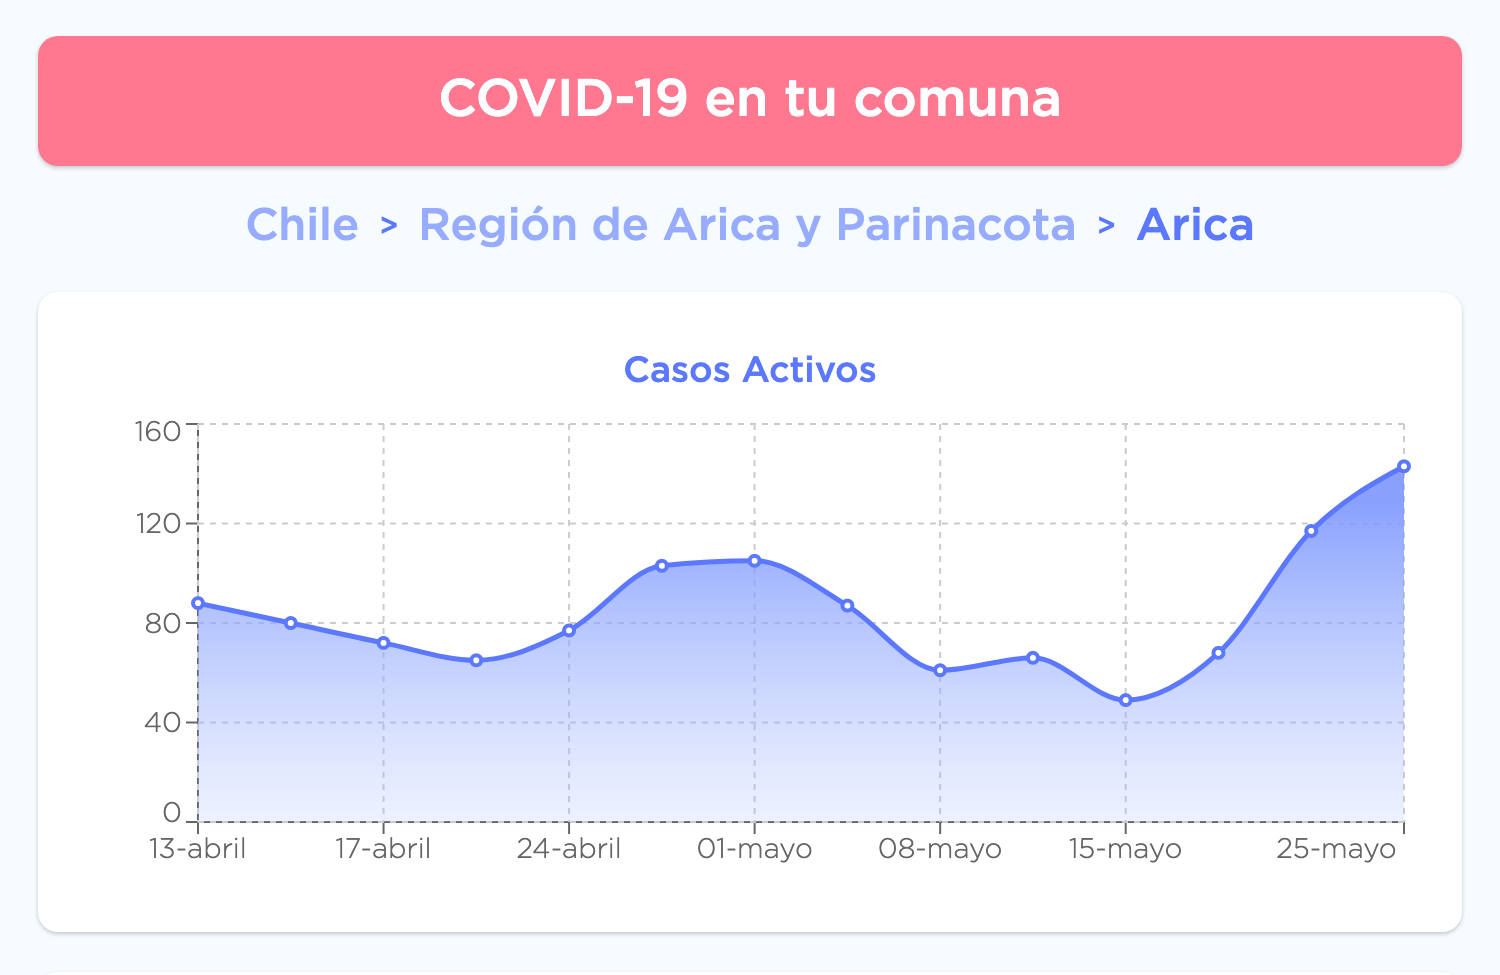 COVID-19 en tu comuna
Chile > Región de Arica y Parinacota > Arica
Casos Activos
160
120
80
40
0
13-abril 17-abril 24-abril 01-mayo 08-mayo 15-mayo 25-mayo